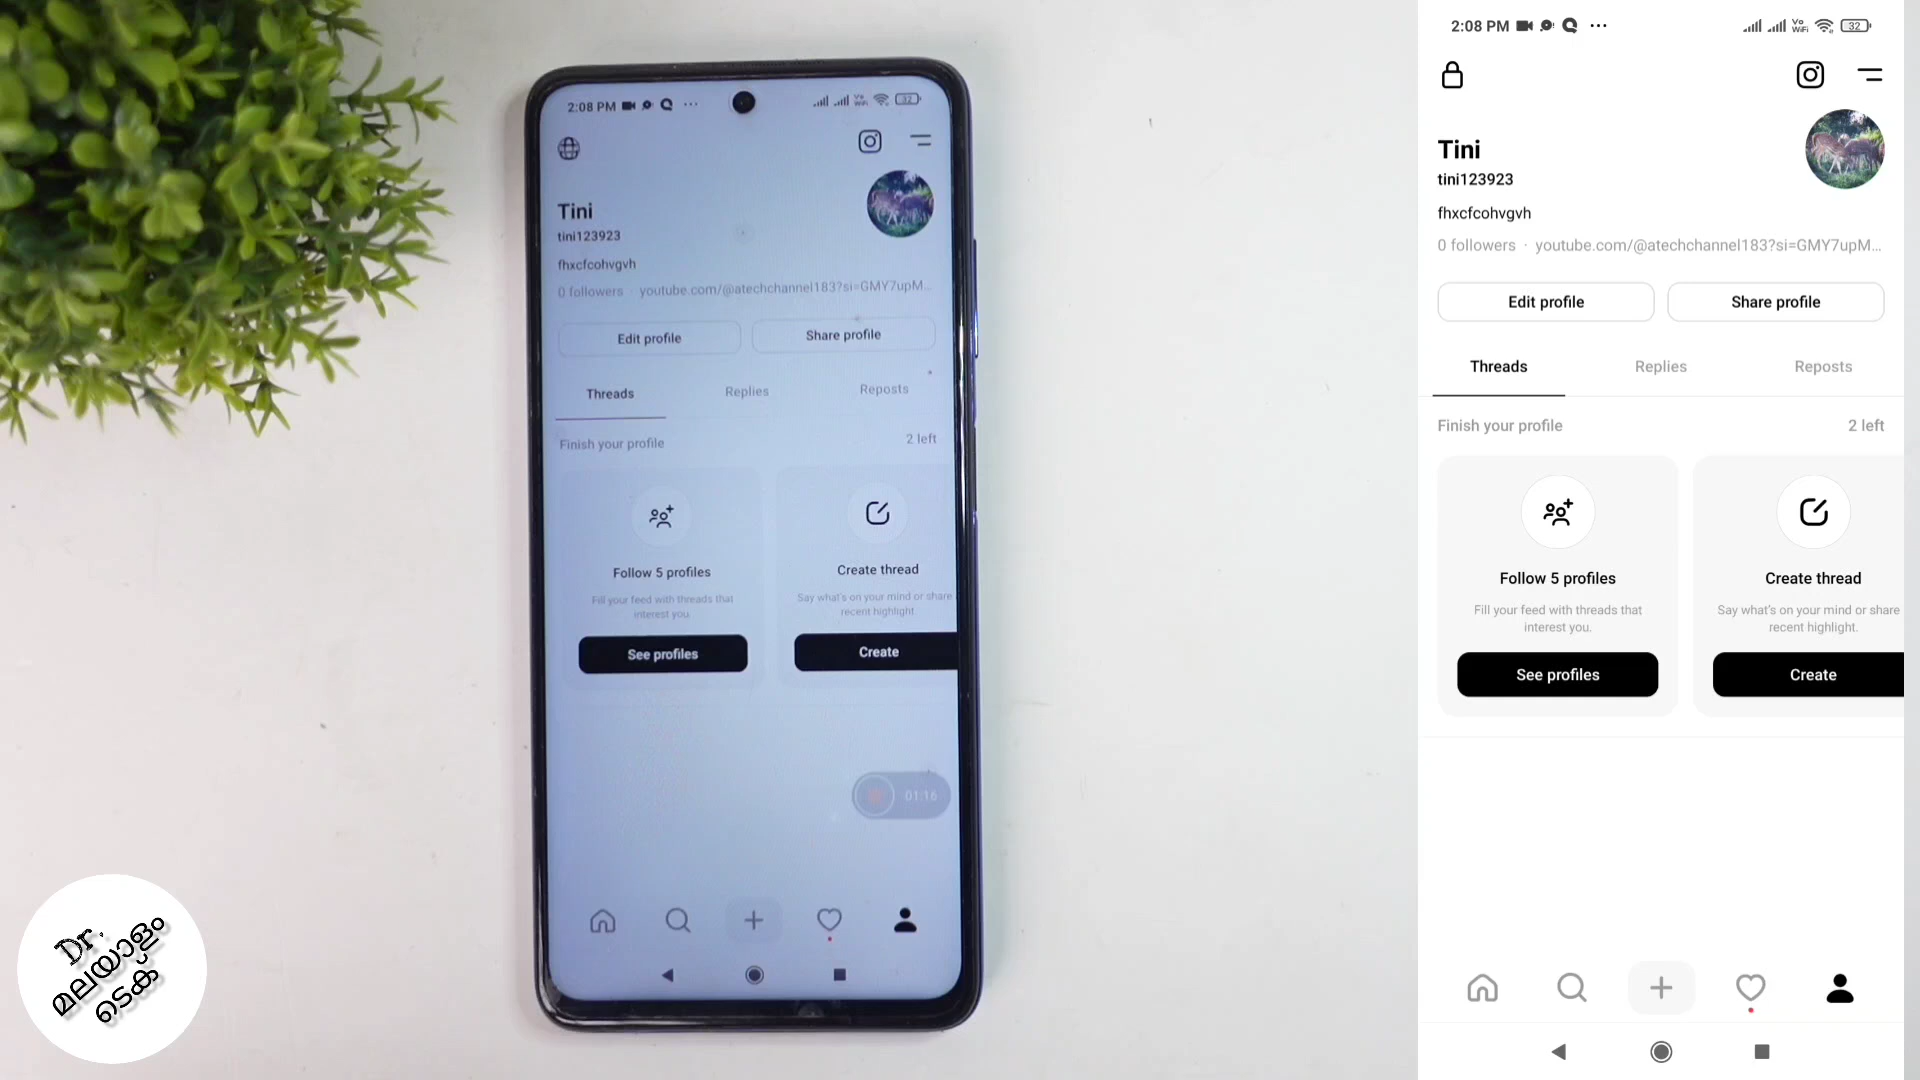 2:08 PM
32
Tini
tini123923
fhxcfcohvgvh
0 followers · youtube.com/@atechchannel183?si=GMY7upM...
Edit profile
Share profile
Threads
Replies
Reposts
Finish your profile
2 left
Follow 5 profiles
Fill your feed with threads that
interest you.
See profiles
Create thread
Say what's on your mind or share
recent highlight.
Create
01:16
Dr.
മലയാളം
ടെക്
2:08 PM
Vo
WiFi
32
Tini
tini123923
fhxcfcohvgvh
0 followers · youtube.com/@atechchannel183?si=GMY7upM...
Edit profile
Share profile
Threads
Replies
Reposts
Finish your profile
2 left
Follow 5 profiles
Fill your feed with threads that
interest you.
See profiles
Create thread
Say what's on your mind or share
recent highlight.
Create